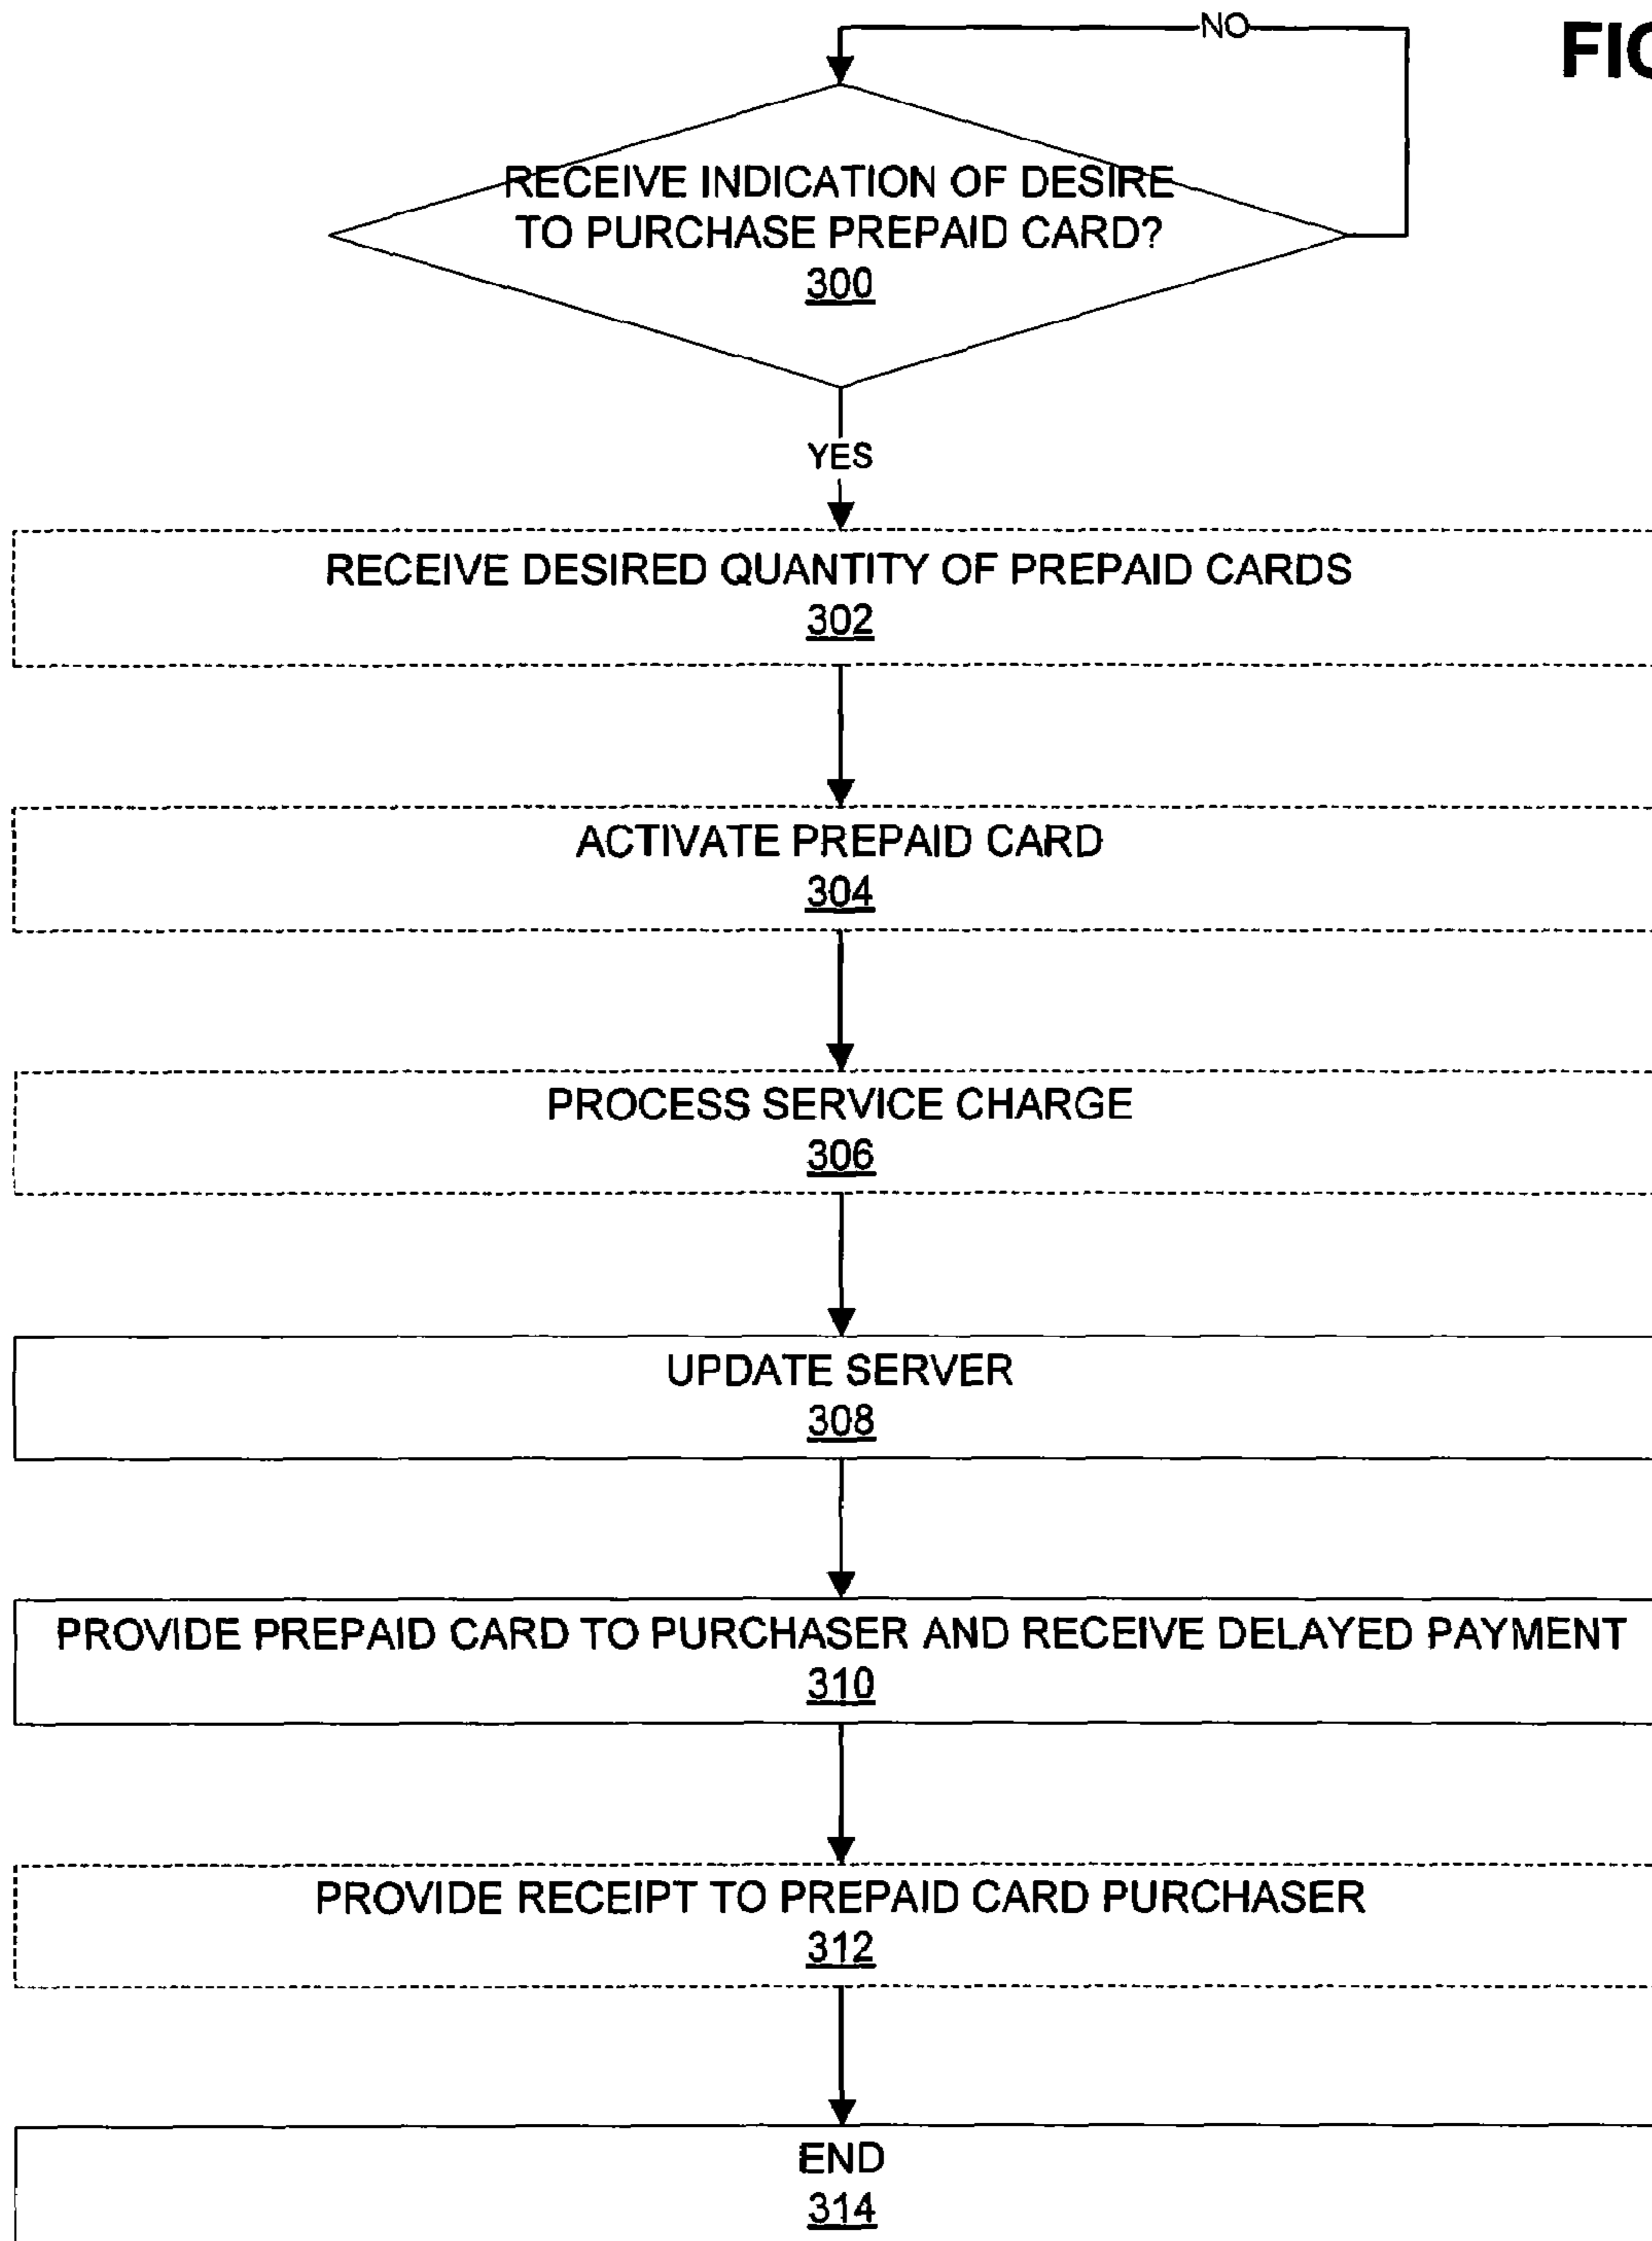 NO
FIG
RECEIVE INDICATION OF DESIRE
TO PURCHASE PREPAID CARD?
300
YES
RECEIVE DESIRED QUANTITY OF PREPAID CARDS
302
ACTIVATE PREPAID CARD
304
PROCESS SERVICE CHARGE
306
UPDATE SERVER
308
PROVIDE PREPAID CARD TO PURCHASER AND RECEIVE DELAYED PAYMENT
310
PROVIDE RECEIPT TO PREPAID CARD PURCHASER
312
END
314